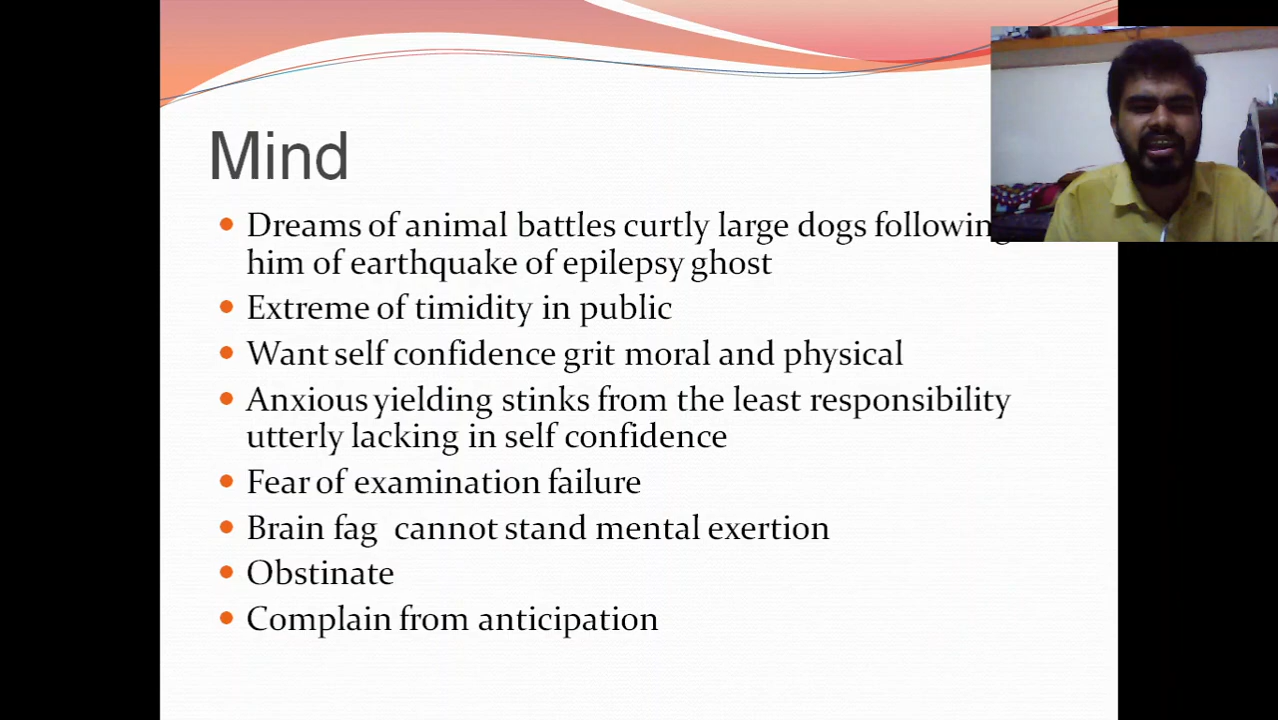 Mind
Dreams of animal battles curtly large dogs following
him of earthquake of epilepsy ghost
Extreme of timidity in public
Want self confidence grit moral and physical
Anxious yielding stinks from the least responsibility
utterly lacking in self confidence
Fear of examination failure
Brain fag cannot stand mental exertion
Obstinate
Complain from anticipation